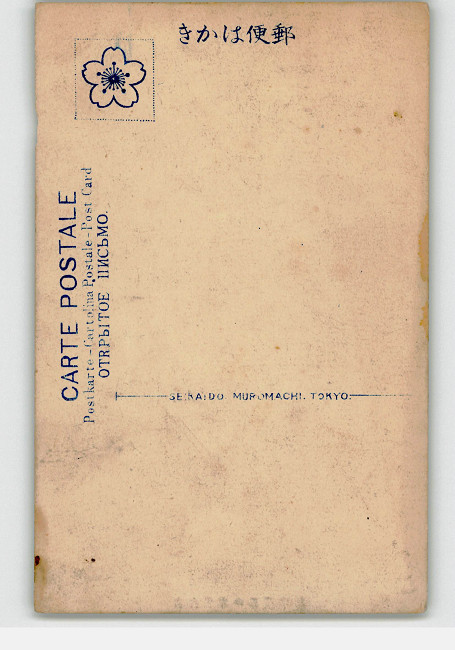 きかは便郵
CARTE POSTALE
Postkarte-Cartolina Postale-Post Card
ОТКРЫТОЕ ПИСЬМО.
SEIKAIDO MUROMACHI. TOKYO.